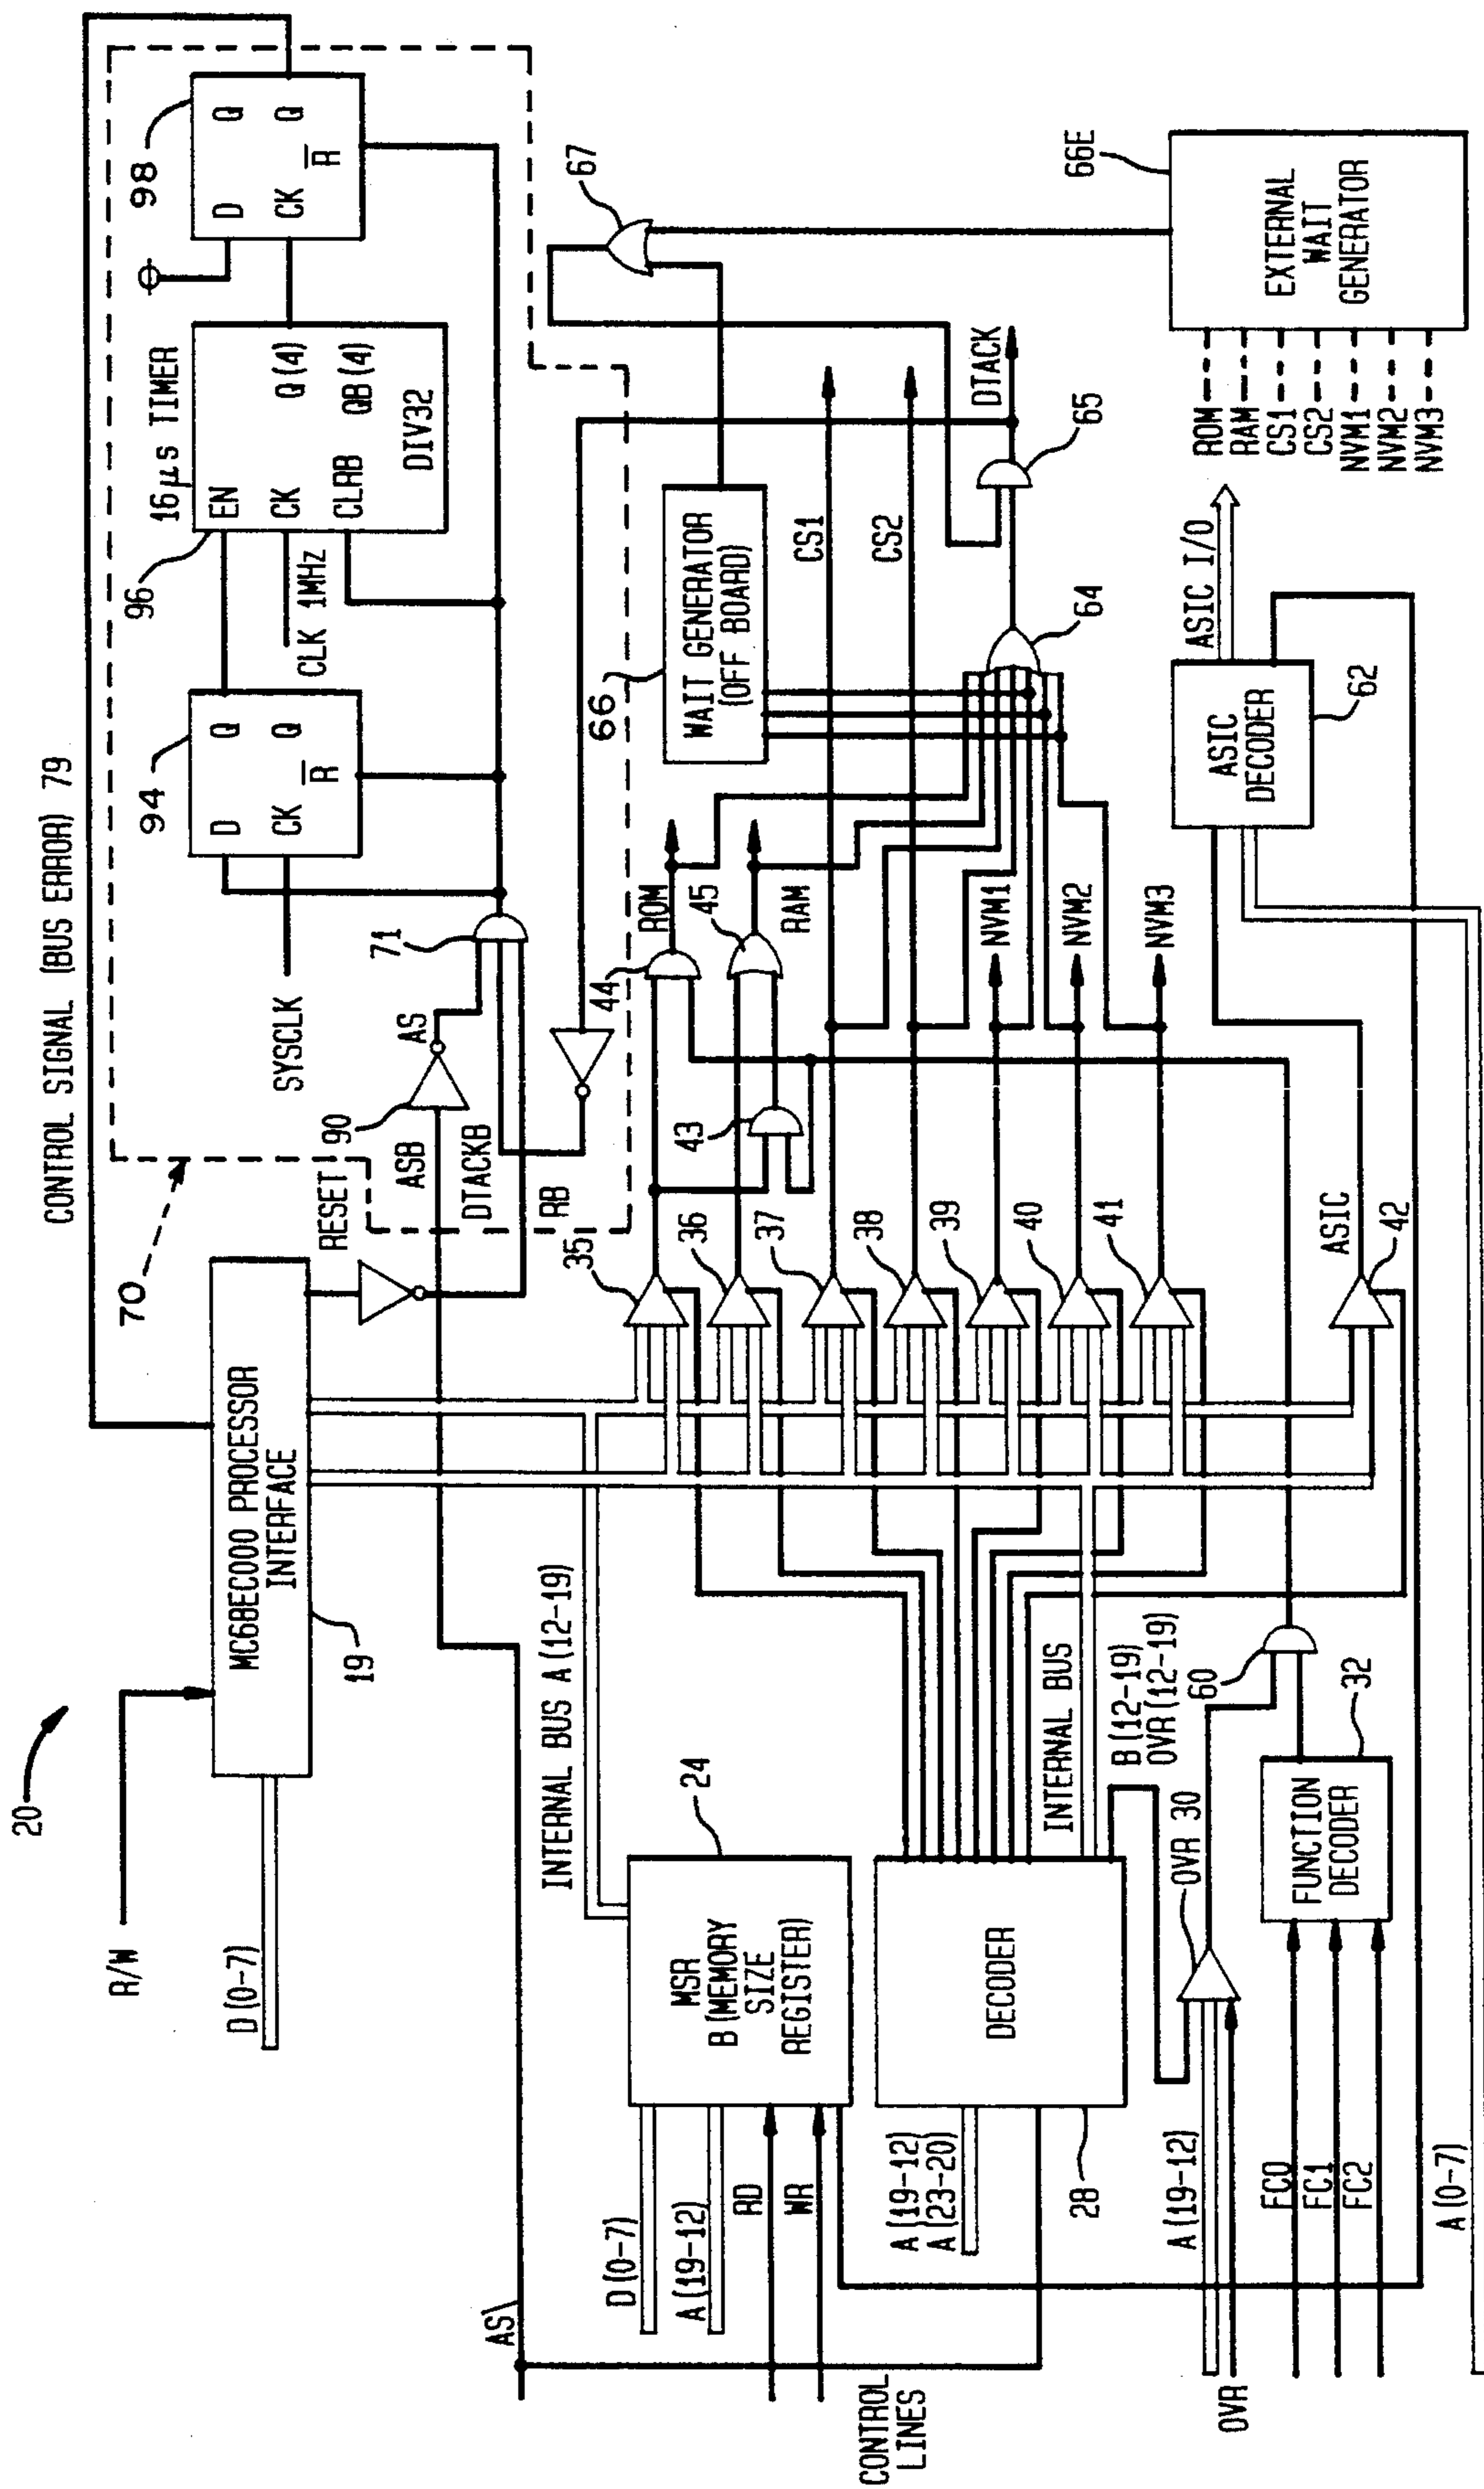 20
CONTROL SIGNAL (BUS ERROR) 79
70
R/W
D(0-7)
MC68EC000 PROCESSOR
INTERFACE
19
RESET
98
D
Q
CK
Q
R
16µs TIMER
96
EN
CK
Q(4)
CLRB
QB(4)
DIV32
CLK 1MHz
94
D
Q
CK
Q
R
SYSCLK
71
AS
90
ASB
DTACKB
RB
AS\
INTERNAL BUS A(12-19)
24
MSR
B(MEMORY
SIZE
REGISTER)
D(0-7)
A(19-12)
RD
WR
CONTROL
LINES
DECODER
28
A(19-12)
A(23-20)
INTERNAL BUS
B(12-19)
OVR(12-19)
OVR 30
A(19-12)
OVR
60
FUNCTION
DECODER
32
FC0
FC1
FC2
A(0-7)
35
36
37
38
39
40
41
42
43
44
45
ROM
RAM
CS1
CS2
NVM1
NVM2
NVM3
ASIC
66
WAIT GENERATOR
(OFF BOARD)
67
64
65
DTACK
ASIC
DECODER
62
ASIC I/O
66E
EXTERNAL
WAIT
GENERATOR
ROM
RAM
CS1
CS2
NVM1
NVM2
NVM3